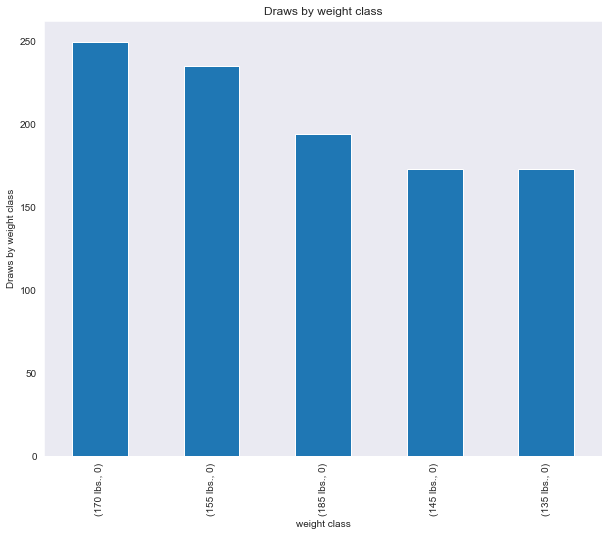 Draws by weight class
Draws by weight class
250
200
150
100
50
0
(170 lbs., 0)
(155 lbs., 0)
(185 lbs., 0)
(145 lbs., 0)
(135 lbs., 0)
weight class